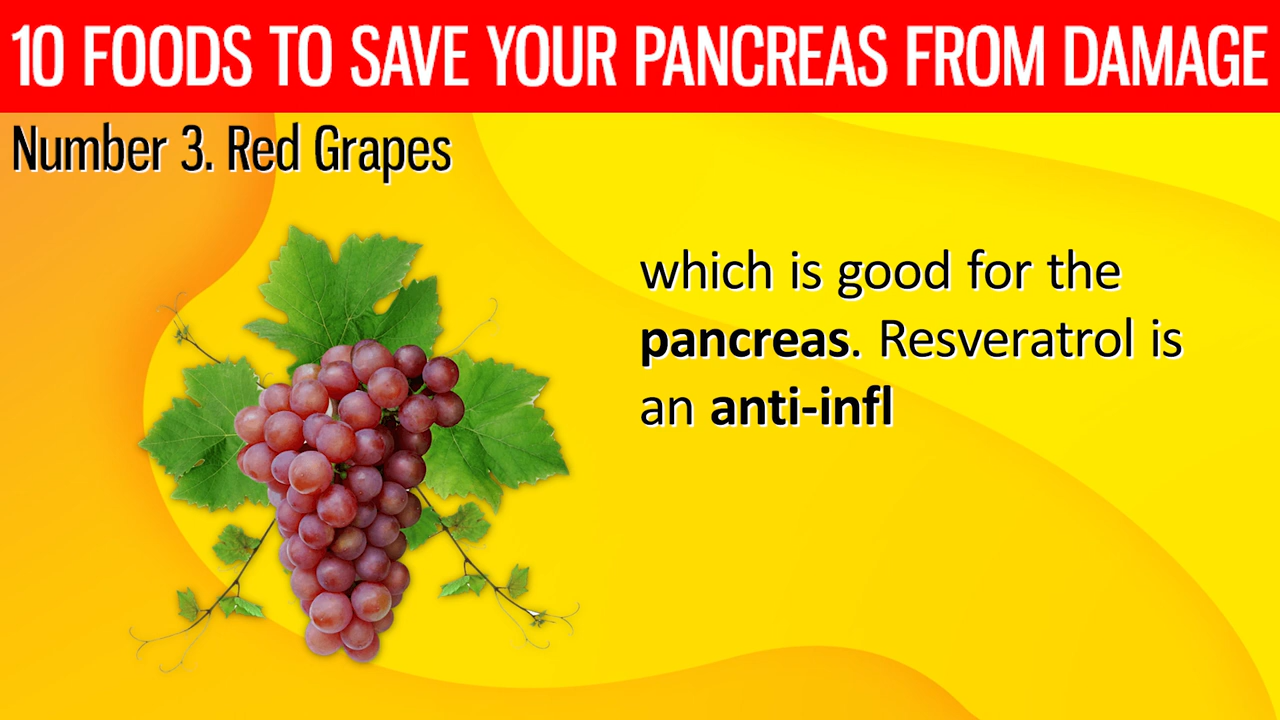 10 FOODS TO SAVE YOUR PANCREAS FROM DAMAGE
Number 3. Red Grapes
which is good for the
pancreas. Resveratrol is
an anti-infl